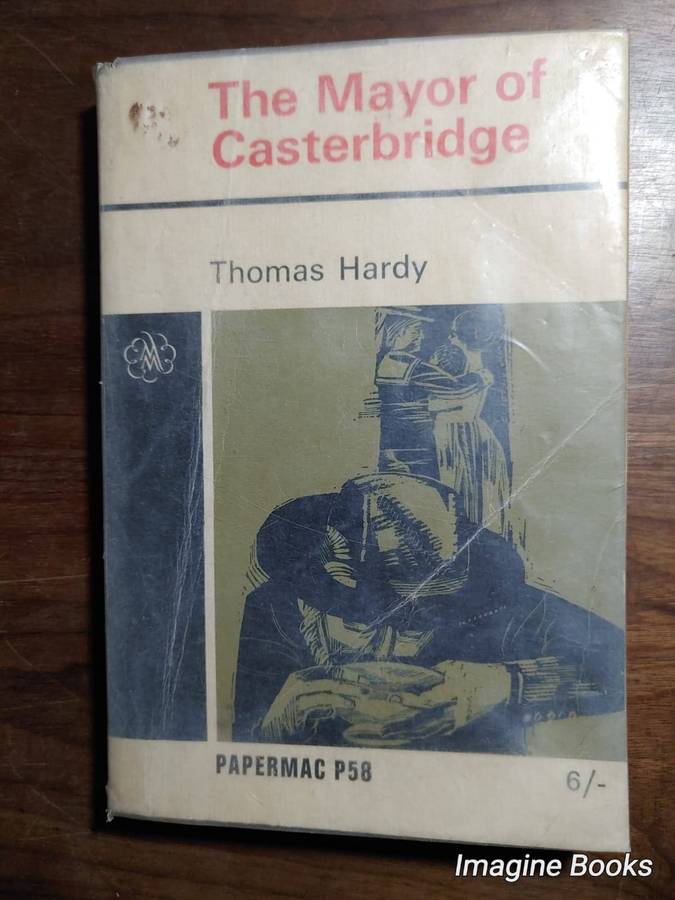 The Mayor of
Casterbridge
Thomas Hardy
M
PAPERMAC P58
6/-
Imagine Books